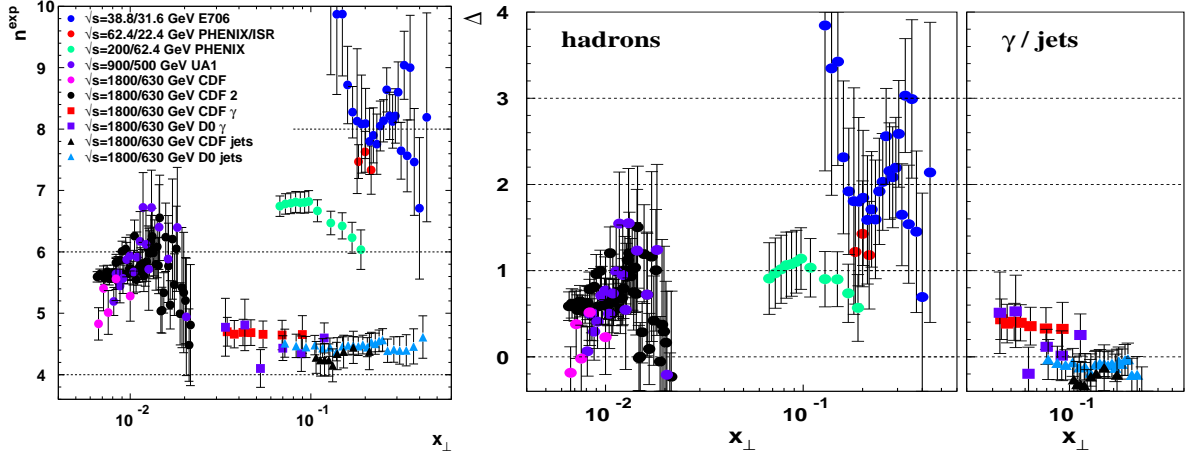 n^exp
10
9
8
7
6
5
4
√s=38.8/31.6 GeV E706
√s=62.4/22.4 GeV PHENIX/ISR
√s=200/62.4 GeV PHENIX
√s=900/500 GeV UA1
√s=1800/630 GeV CDF
√s=1800/630 GeV CDF 2
√s=1800/630 GeV CDF γ
√s=1800/630 GeV D0 γ
√s=1800/630 GeV CDF jets
√s=1800/630 GeV D0 jets
10^-2 10^-1
x⊥
Δ
4
3
2
1
0
hadrons
10^-2 10^-1
x⊥
γ / jets
10^-1
x⊥